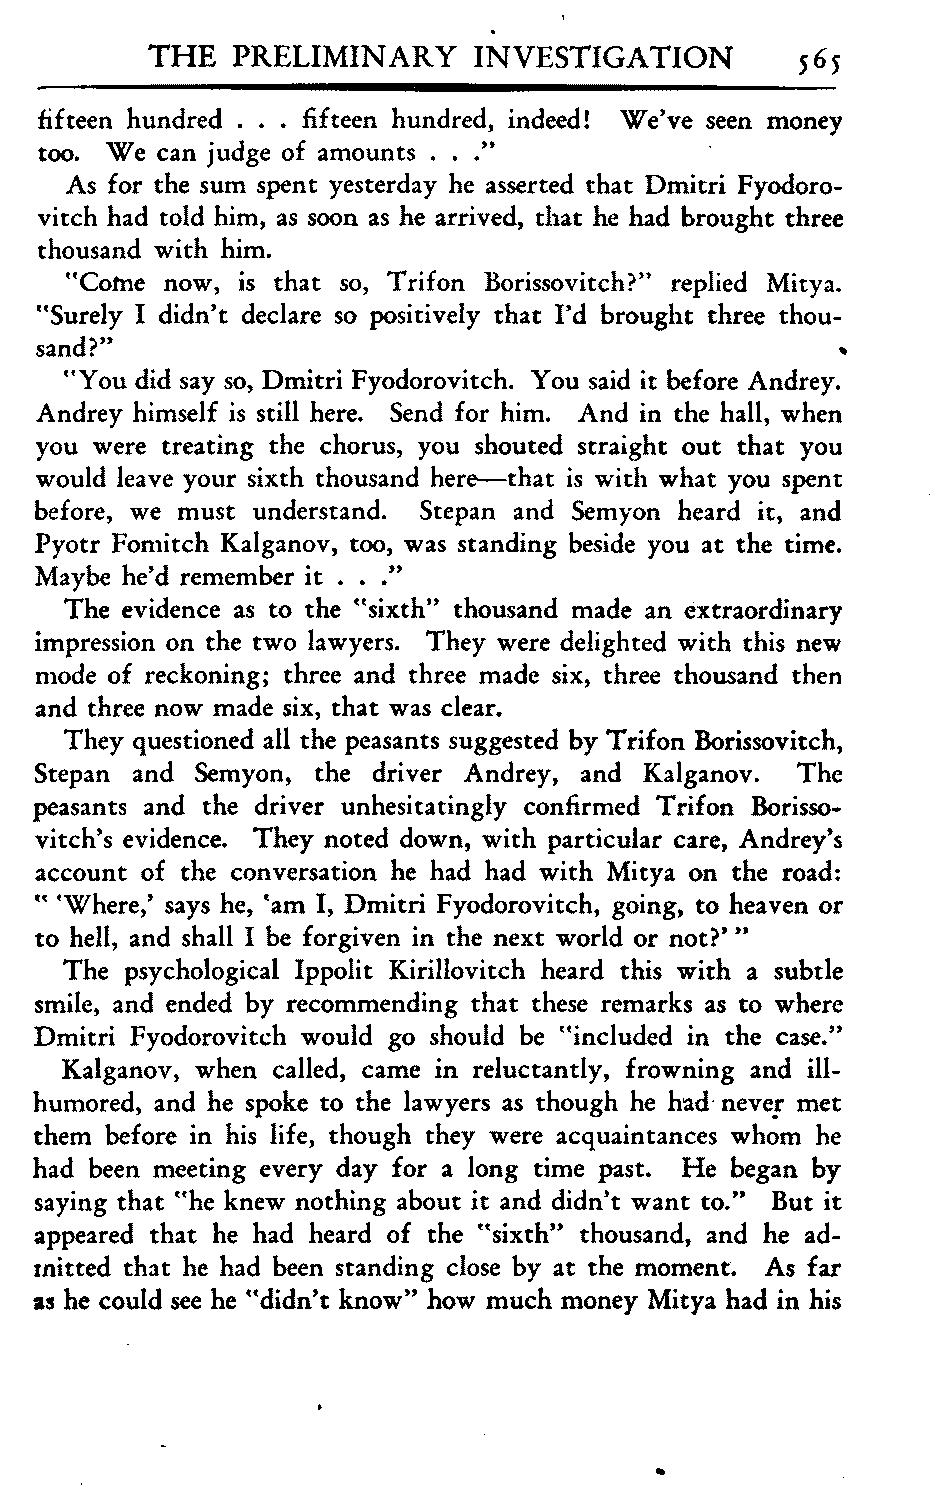 THE PRELIMINARY INVESTIGATION 565
fifteen hundred . . . fifteen hundred, indeed! We've seen money
too. We can judge of amounts . . ."
As for the sum spent yesterday he asserted that Dmitri Fyodoro-
vitch had told him, as soon as he arrived, that he had brought three
thousand with him.
"Come now, is that so, Trifon Borissovitch?" replied Mitya.
"Surely I didn't declare so positively that I'd brought three thou-
sand?"
"You did say so, Dmitri Fyodorovitch. You said it before Andrey.
Andrey himself is still here. Send for him. And in the hall, when
you were treating the chorus, you shouted straight out that you
would leave your sixth thousand here—that is with what you spent
before, we must understand. Stepan and Semyon heard it, and
Pyotr Fomitch Kalganov, too, was standing beside you at the time.
Maybe he'd remember it . . ."
The evidence as to the "sixth" thousand made an extraordinary
impression on the two lawyers. They were delighted with this new
mode of reckoning; three and three made six, three thousand then
and three now made six, that was clear.
They questioned all the peasants suggested by Trifon Borissovitch,
Stepan and Semyon, the driver Andrey, and Kalganov. The
peasants and the driver unhesitatingly confirmed Trifon Borisso-
vitch's evidence. They noted down, with particular care, Andrey's
account of the conversation he had had with Mitya on the road:
" 'Where,' says he, 'am I, Dmitri Fyodorovitch, going, to heaven or
to hell, and shall I be forgiven in the next world or not?' "
The psychological Ippolit Kirillovitch heard this with a subtle
smile, and ended by recommending that these remarks as to where
Dmitri Fyodorovitch would go should be "included in the case."
Kalganov, when called, came in reluctantly, frowning and ill-
humored, and he spoke to the lawyers as though he had never met
them before in his life, though they were acquaintances whom he
had been meeting every day for a long time past. He began by
saying that "he knew nothing about it and didn't want to." But it
appeared that he had heard of the "sixth" thousand, and he ad-
mitted that he had been standing close by at the moment. As far
as he could see he "didn't know" how much money Mitya had in his